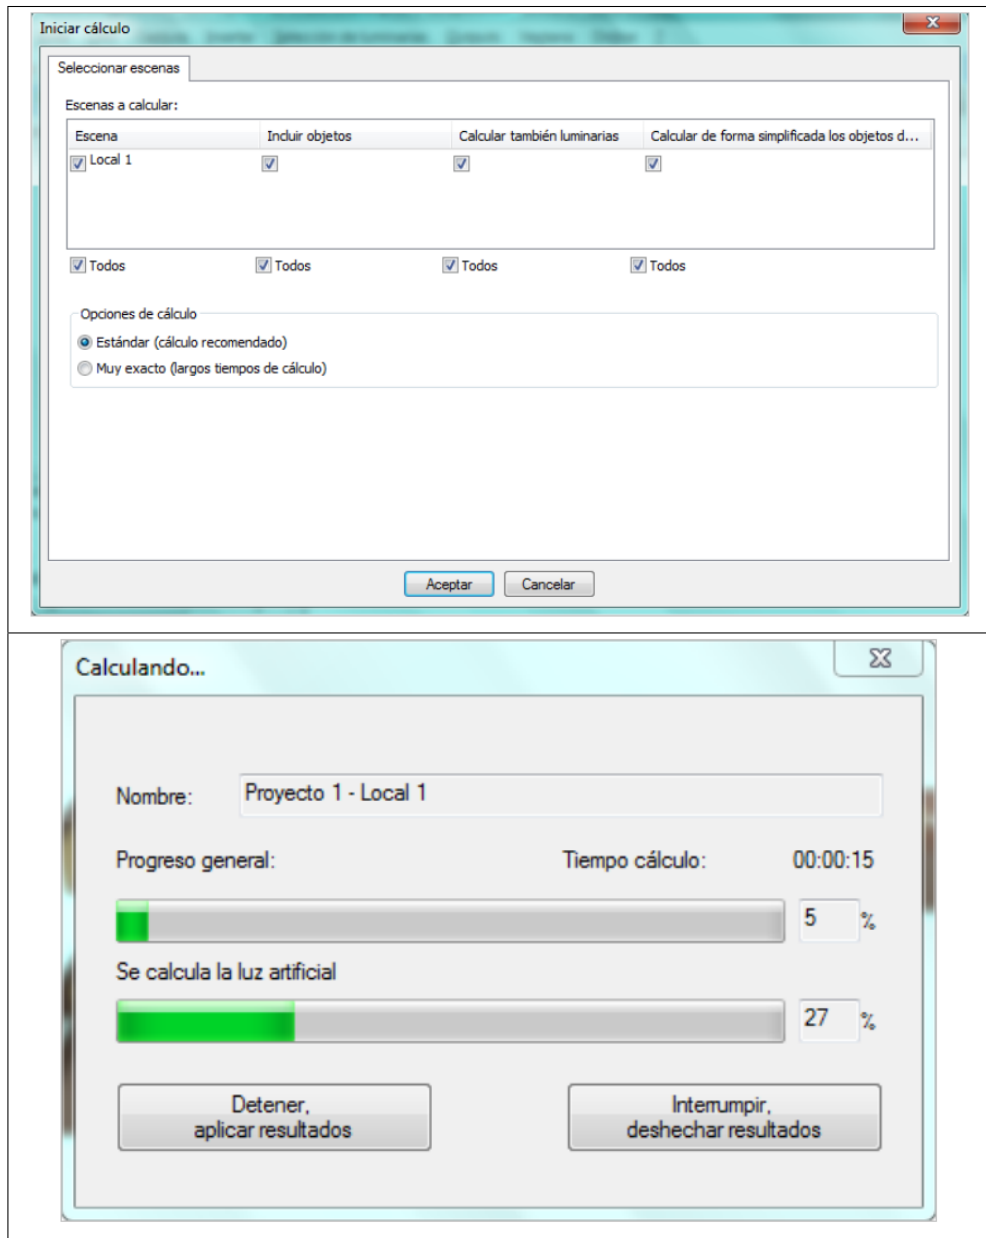 Iniciar cálculo
Seleccionar escenas
Escenas a calcular:
Escena Incluir objetos Calcular también luminarias Calcular de forma simplificada los objetos d...
Local 1
Todos Todos Todos Todos
Opciones de cálculo
Estándar (cálculo recomendado)
Muy exacto (largos tiempos de cálculo)
Aceptar Cancelar
Calculando...
Nombre: Proyecto 1 - Local 1
Progreso general: Tiempo cálculo: 00:00:15
5 %
Se calcula la luz artificial
27 %
Detener,
aplicar resultados
Interrumpir,
deshechar resultados